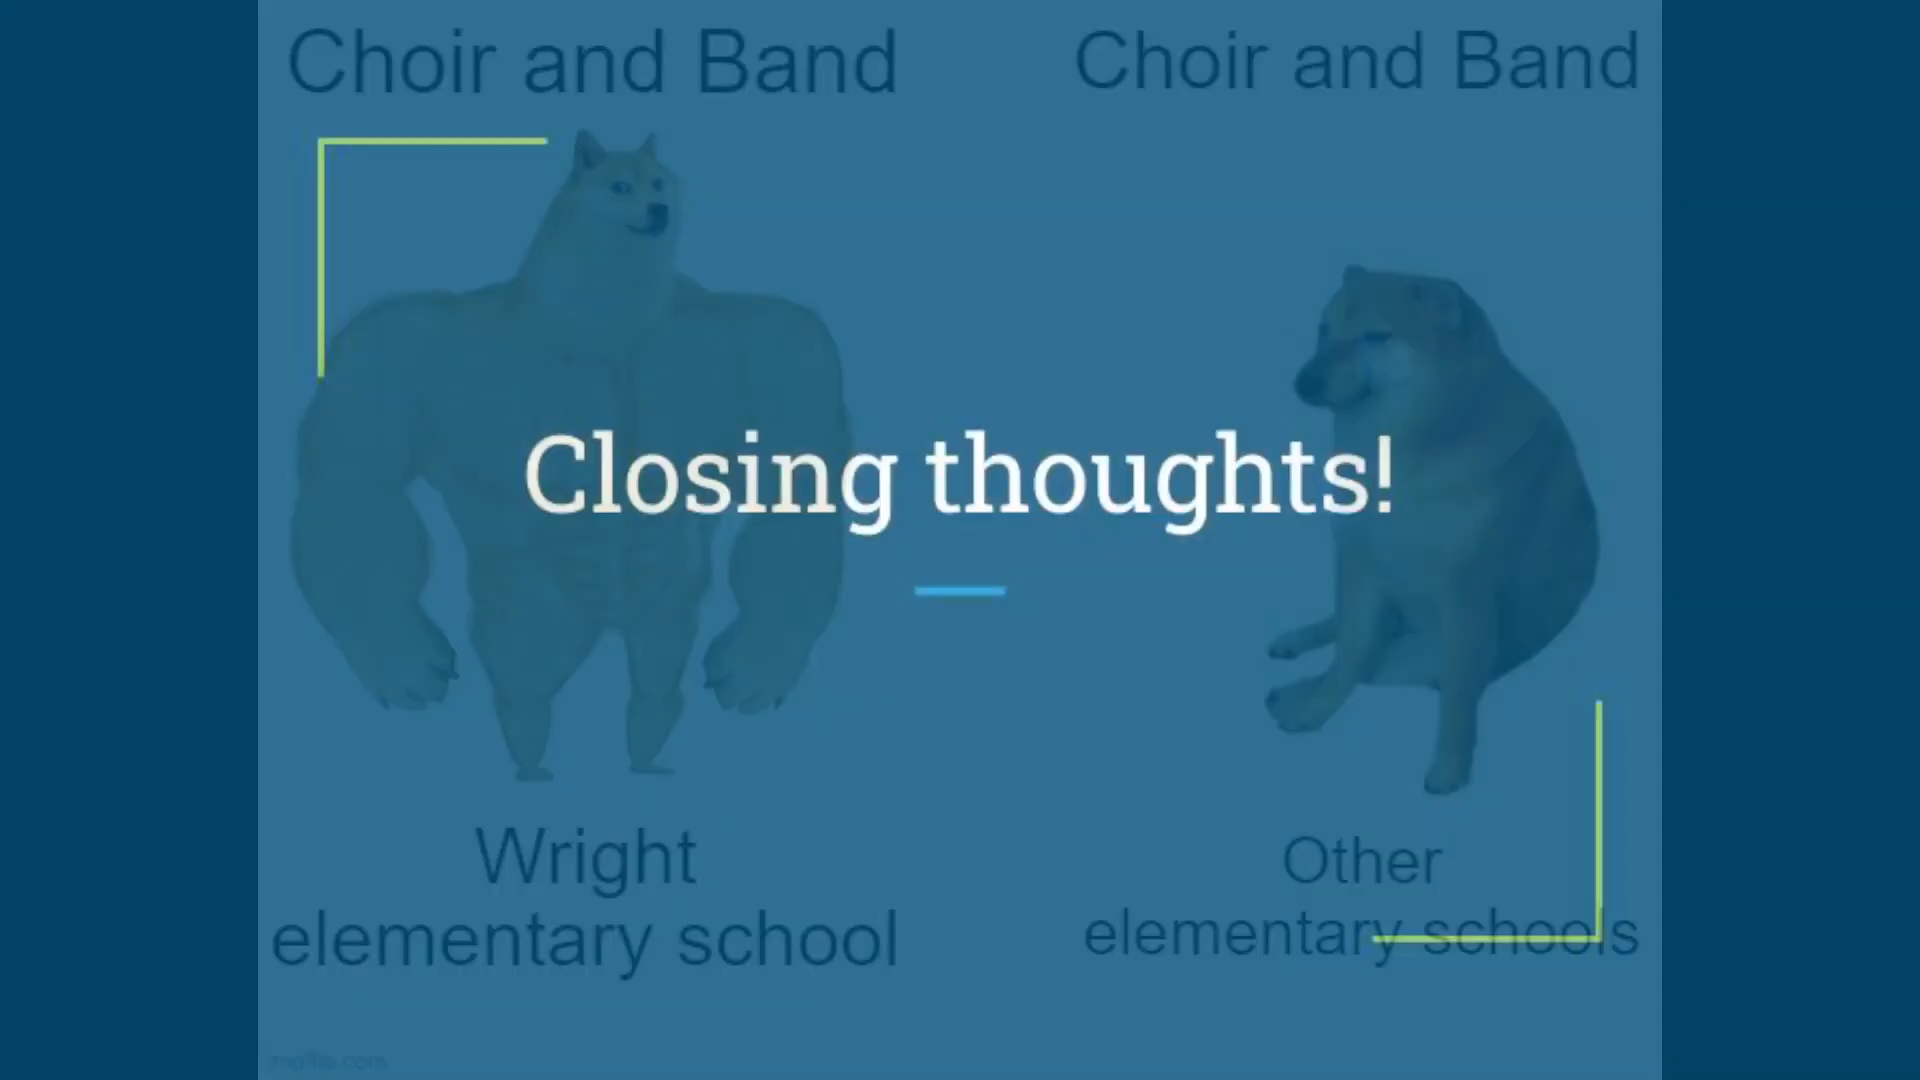 Choir and Band
Choir and Band
Closing thoughts!
Wright
elementary school
Other
elementary schools